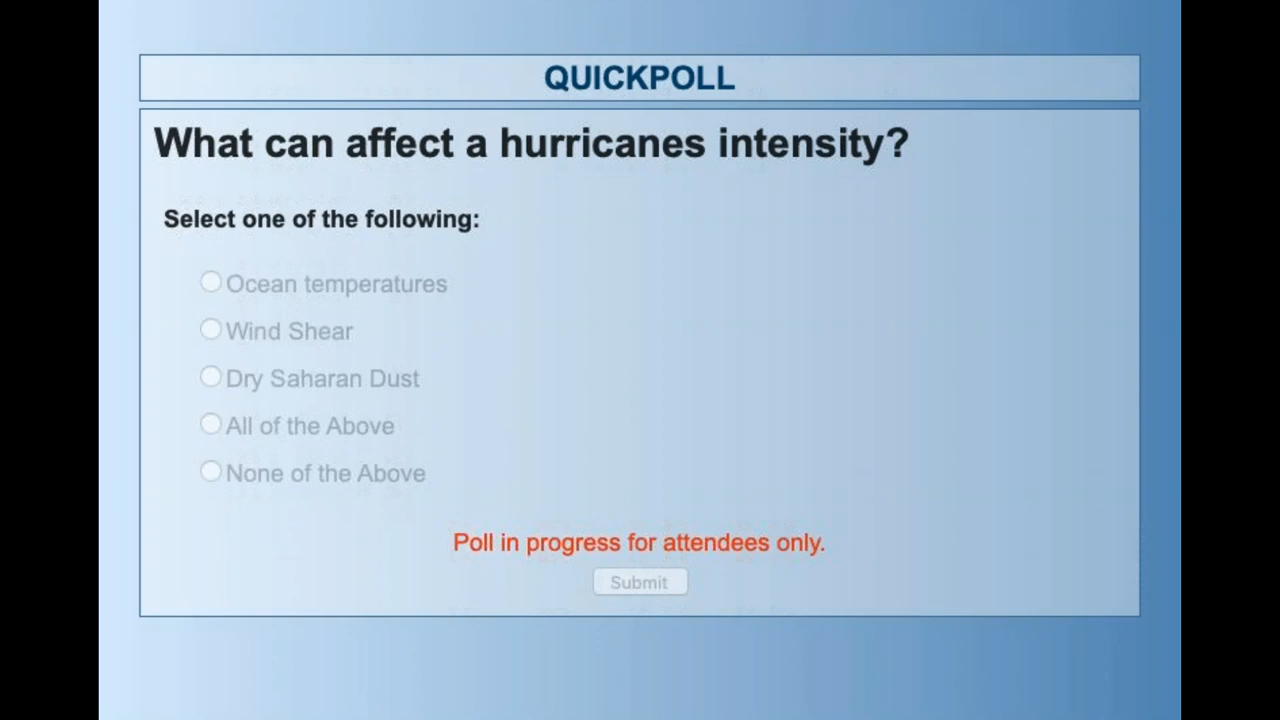 QUICKPOLL
What can affect a hurricanes intensity?
Select one of the following:
Ocean temperatures
Wind Shear
Dry Saharan Dust
All of the Above
None of the Above
Poll in progress for attendees only.
Submit